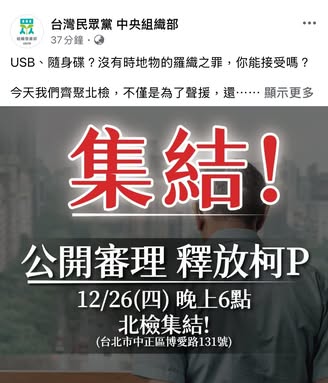 台灣民眾黨 中央組織部
37分鐘・
USB、隨身碟？沒有時地物的羅織之罪，你能接受嗎？
今天我們齊聚北檢，不僅是為了聲援，還⋯⋯ 顯示更多
集結!
公開審理 釋放柯P
12/26(四) 晚上6點
北檢集結!
(台北市中正區博愛路131號)